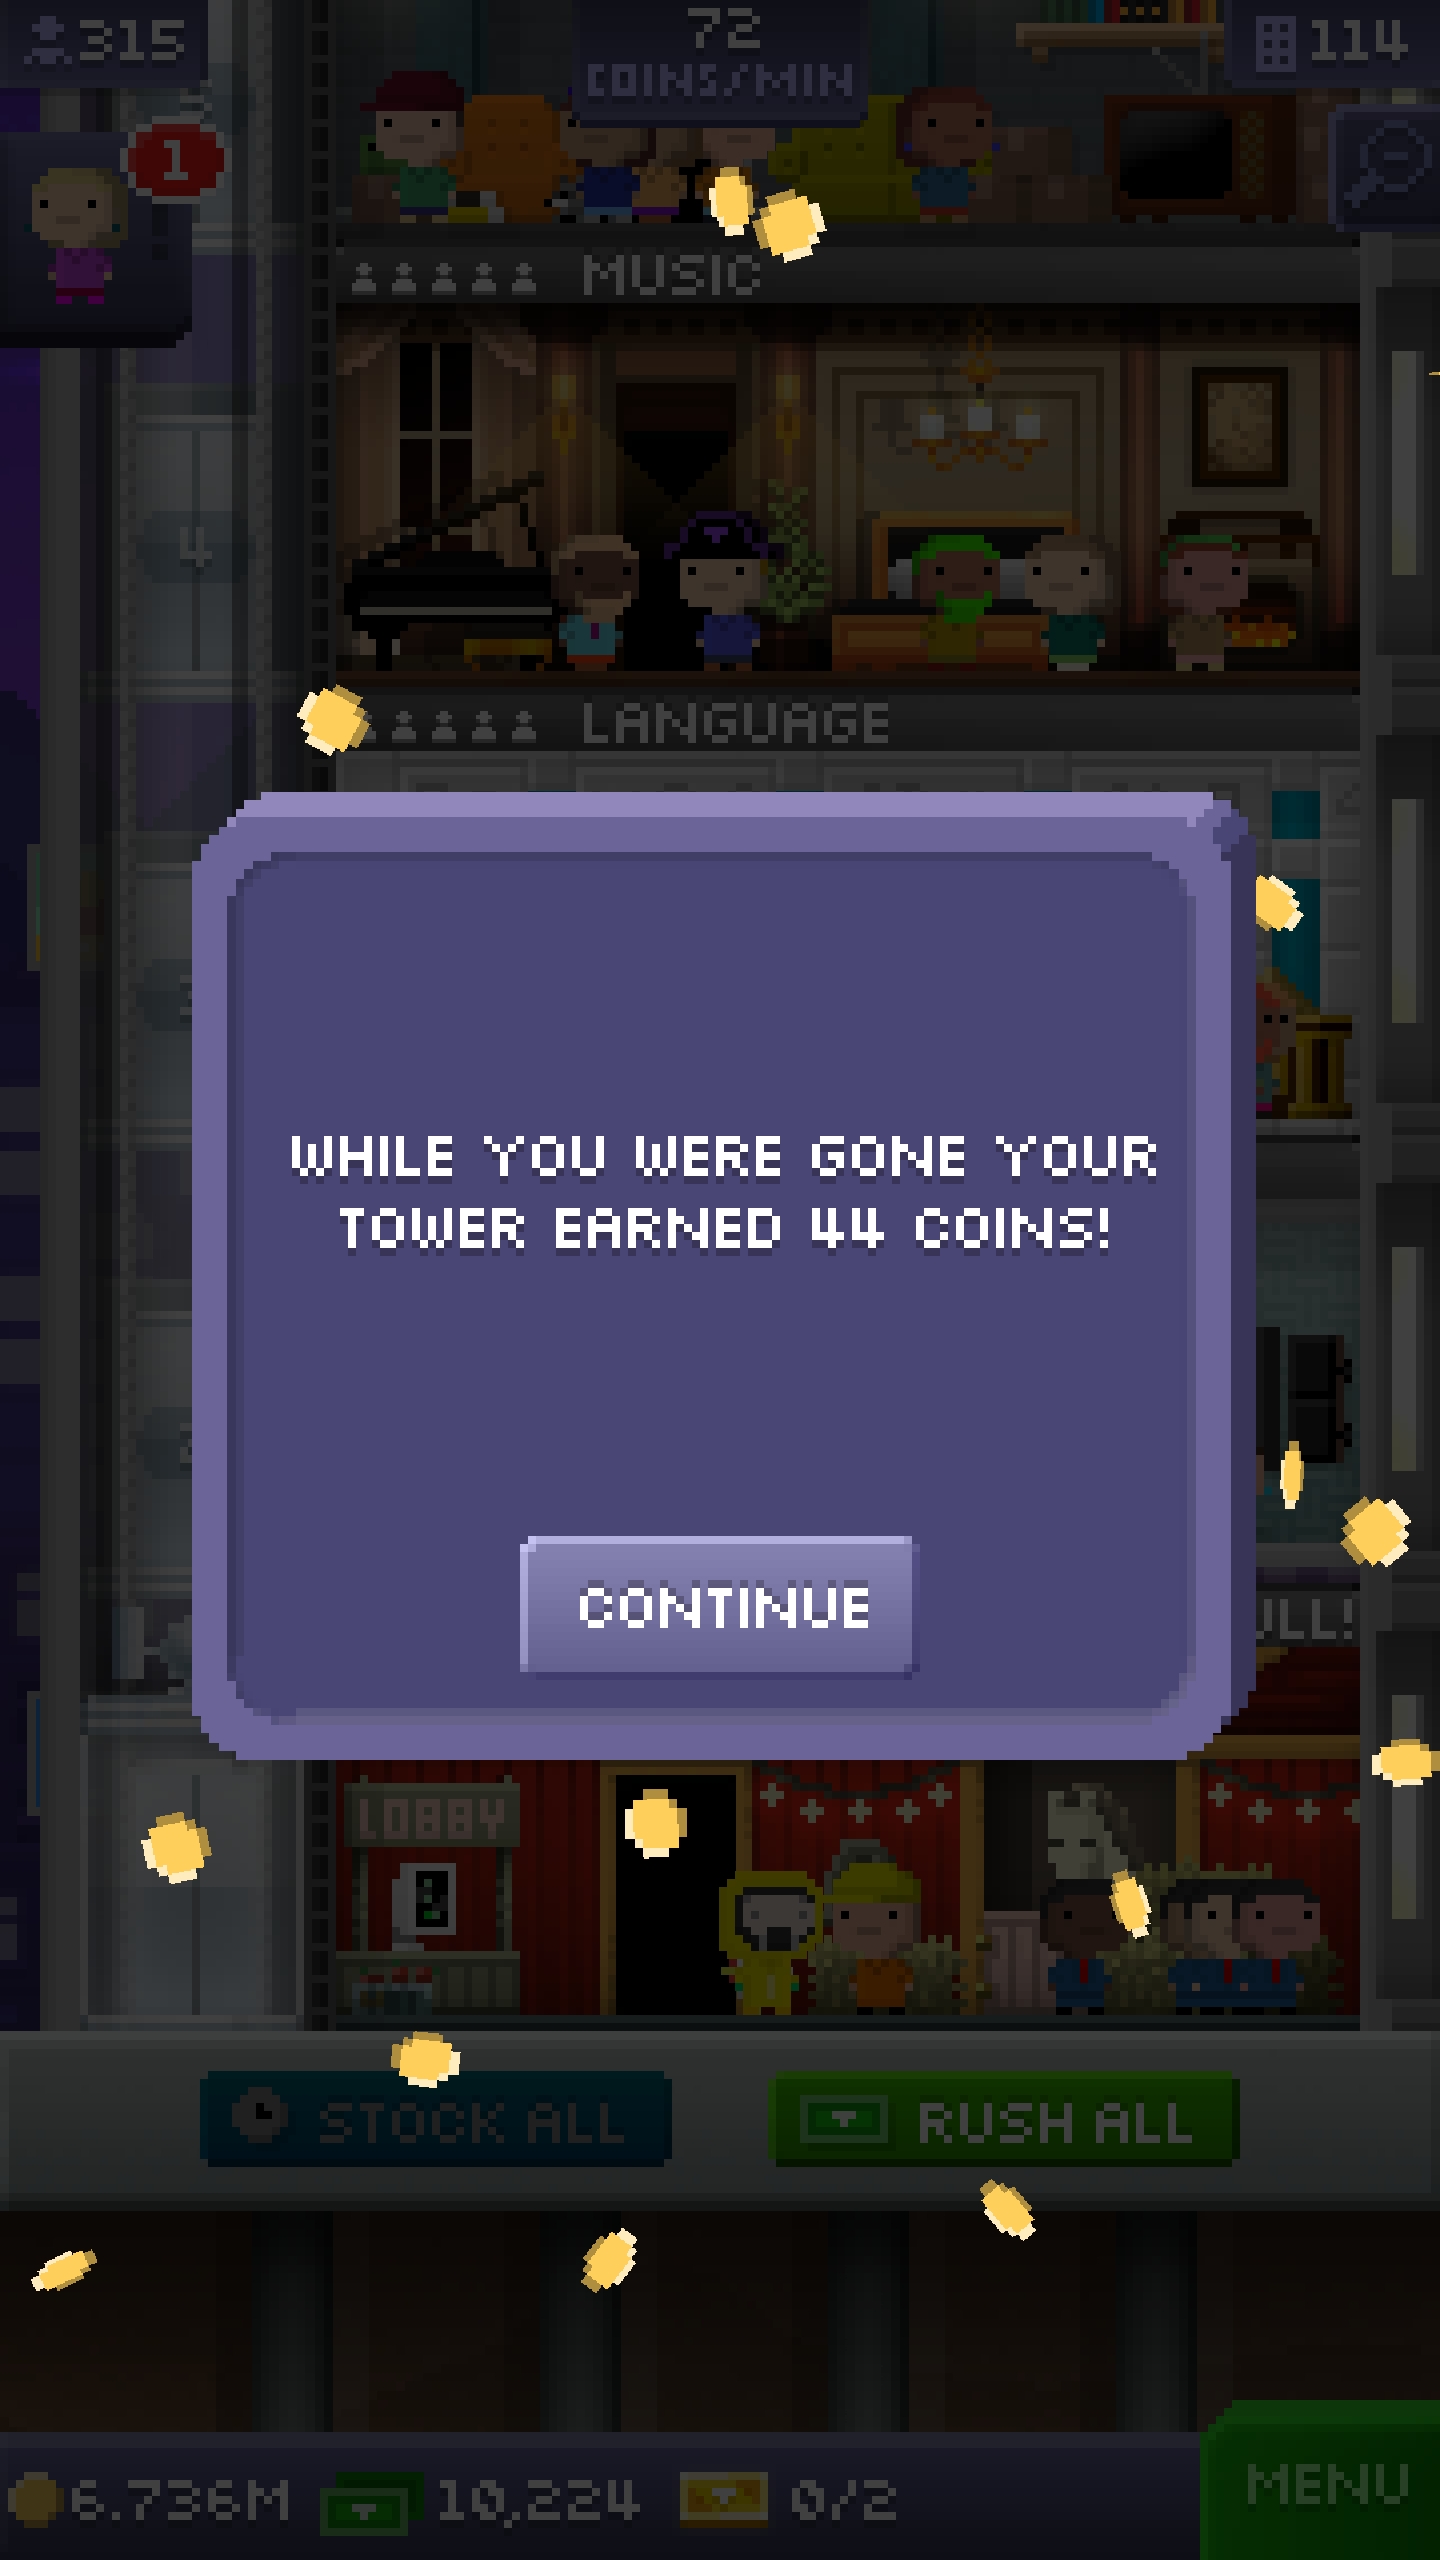 315
72
COINS/MIN
114
1
MUSIC
4
LANGUAGE
WHILE YOU WERE GONE YOUR
TOWER EARNED 44 COINS!
CONTINUE
LOBBY
STOCK ALL
RUSH ALL
6.736M
10,224
0/2
MENU